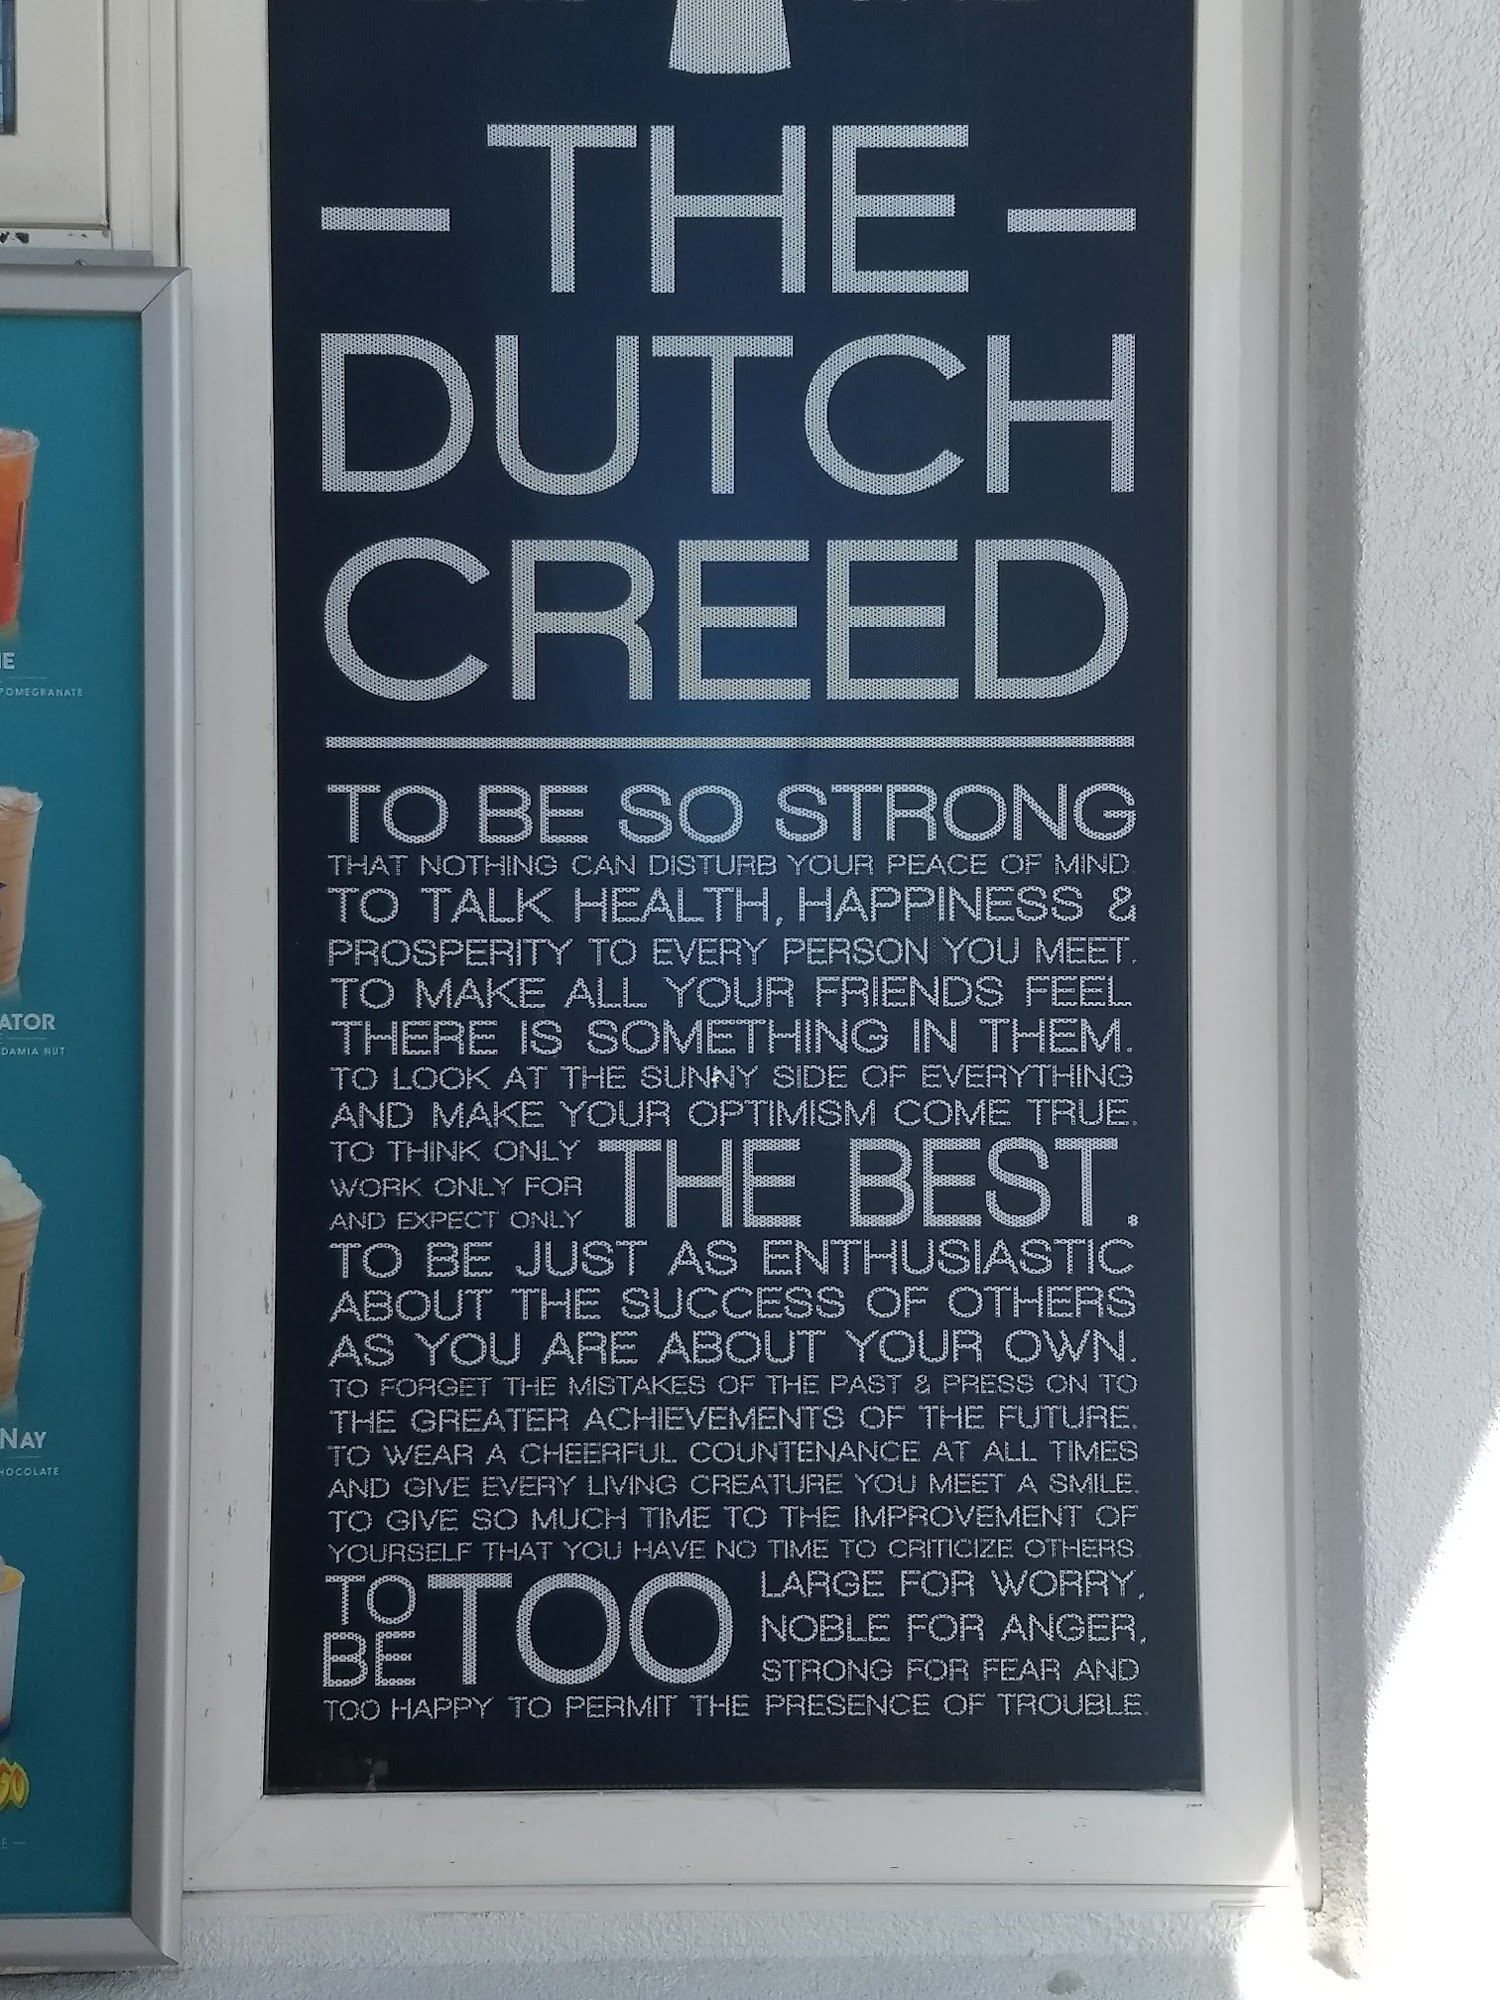 – THE –
DUTCH
CREED
TO BE SO STRONG
THAT NOTHING CAN DISTURB YOUR PEACE OF MIND.
TO TALK HEALTH, HAPPINESS &
PROSPERITY TO EVERY PERSON YOU MEET.
TO MAKE ALL YOUR FRIENDS FEEL
THERE IS SOMETHING IN THEM.
TO LOOK AT THE SUNNY SIDE OF EVERYTHING
AND MAKE YOUR OPTIMISM COME TRUE.
TO THINK ONLY
WORK ONLY FOR
AND EXPECT ONLY
THE BEST.
TO BE JUST AS ENTHUSIASTIC
ABOUT THE SUCCESS OF OTHERS
AS YOU ARE ABOUT YOUR OWN.
TO FORGET THE MISTAKES OF THE PAST & PRESS ON TO
THE GREATER ACHIEVEMENTS OF THE FUTURE.
TO WEAR A CHEERFUL COUNTENANCE AT ALL TIMES
AND GIVE EVERY LIVING CREATURE YOU MEET A SMILE.
TO GIVE SO MUCH TIME TO THE IMPROVEMENT OF
YOURSELF THAT YOU HAVE NO TIME TO CRITICIZE OTHERS.
TO
BE
TOO
LARGE FOR WORRY,
NOBLE FOR ANGER,
STRONG FOR FEAR AND
TOO HAPPY TO PERMIT THE PRESENCE OF TROUBLE.
POMEGRANATE
NUT
NAY